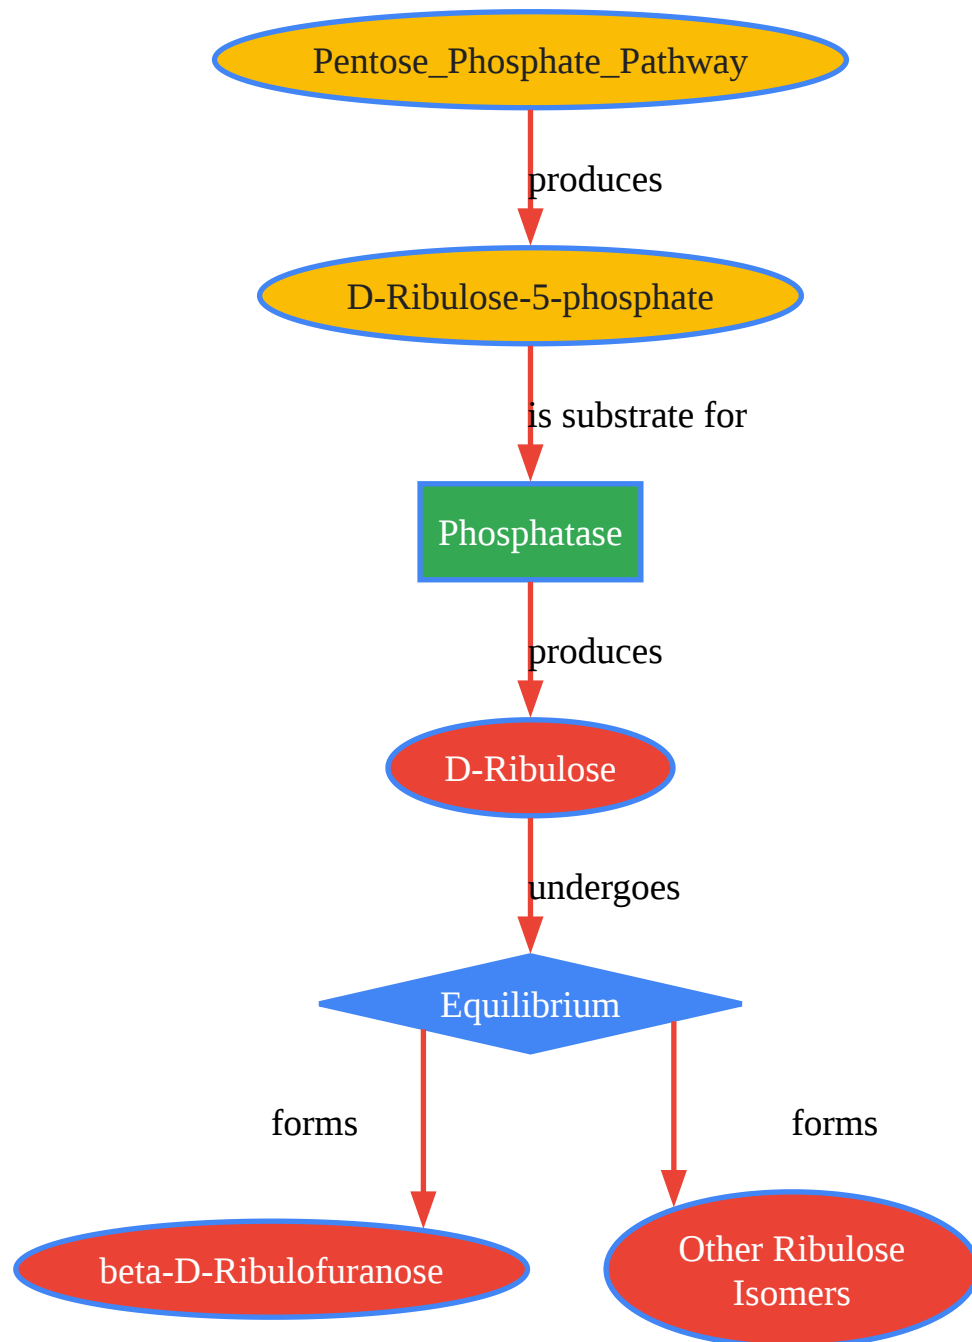 Pentose_Phosphate_Pathway
produces
D-Ribulose-5-phosphate
is substrate for
Phosphatase
produces
D-Ribulose
undergoes
Equilibrium
forms
forms
beta-D-Ribulofuranose
Other Ribulose
Isomers